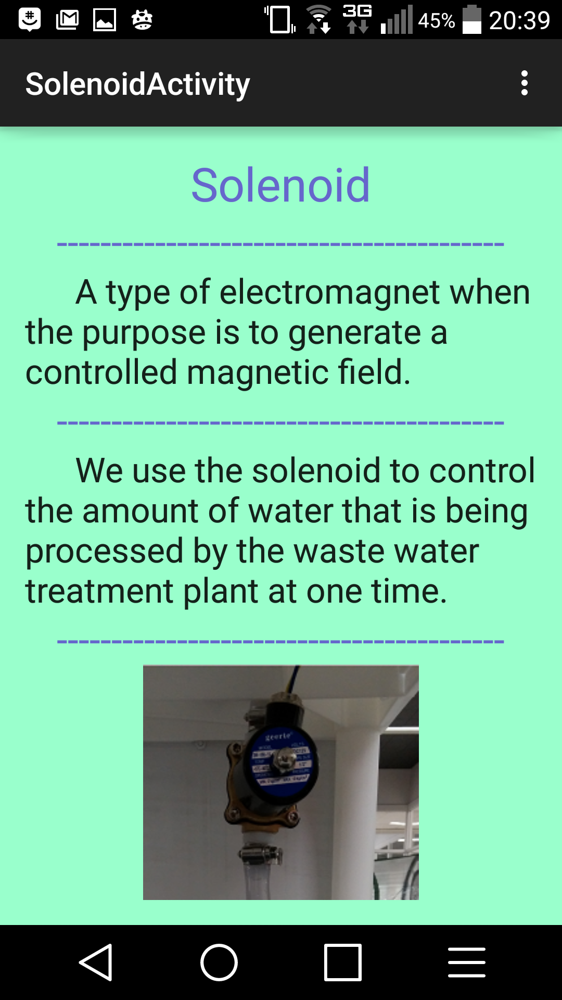 3G 45% 20:39
SolenoidActivity
Solenoid
-----------------------------------------
A type of electromagnet when
the purpose is to generate a
controlled magnetic field.
-----------------------------------------
We use the solenoid to control
the amount of water that is being
processed by the waste water
treatment plant at one time.
-----------------------------------------
geerte